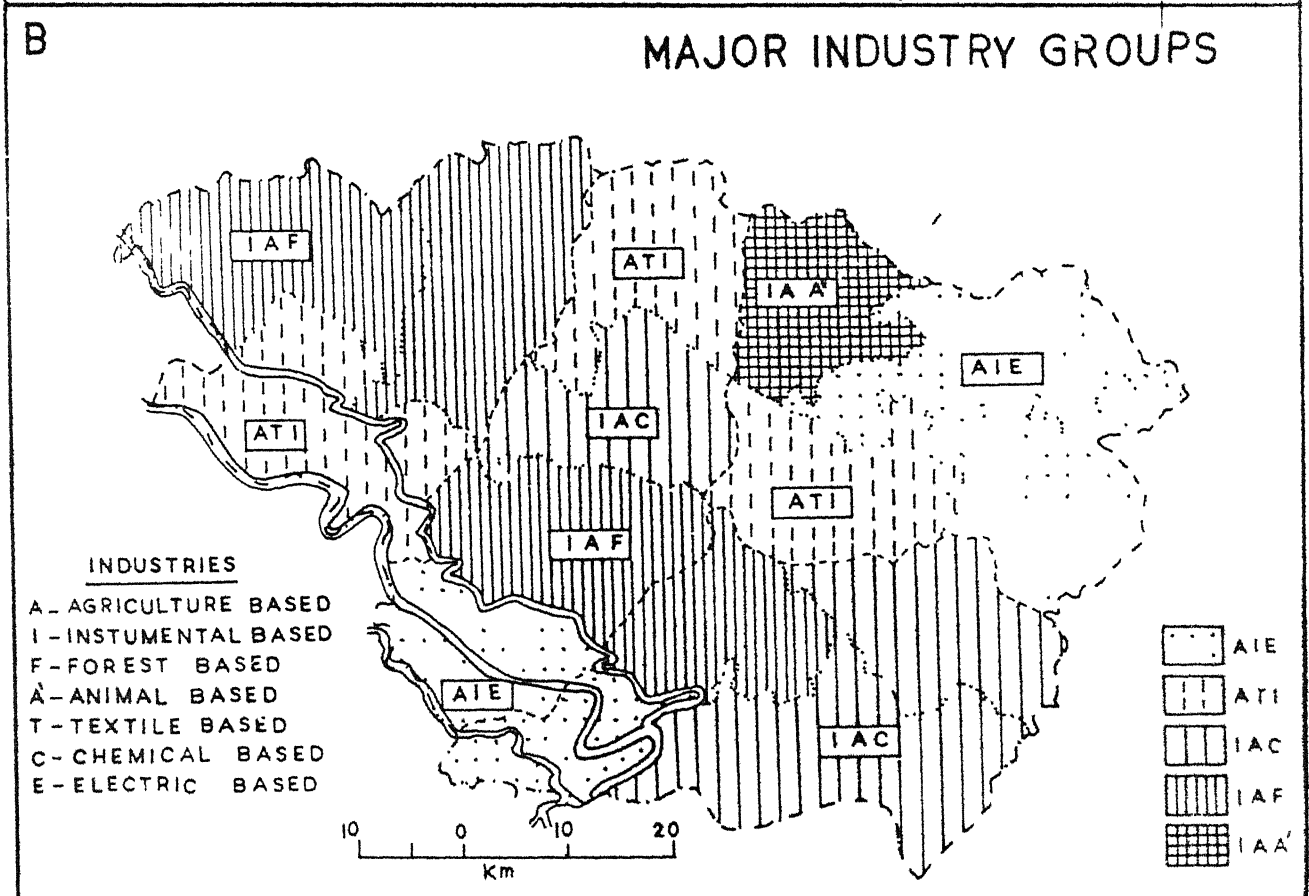 B
MAJOR INDUSTRY GROUPS
IAF
ATI
IAA'
AIE
IAC
ATI
ATI
IAF
AIE
IAC
INDUSTRIES
A - AGRICULTURE BASED
I - INSTUMENTAL BASED
F - FOREST BASED
A' - ANIMAL BASED
T - TEXTILE BASED
C - CHEMICAL BASED
E - ELECTRIC BASED
AIE
ATI
IAC
IAF
IAA'
10 0 10 20
Km